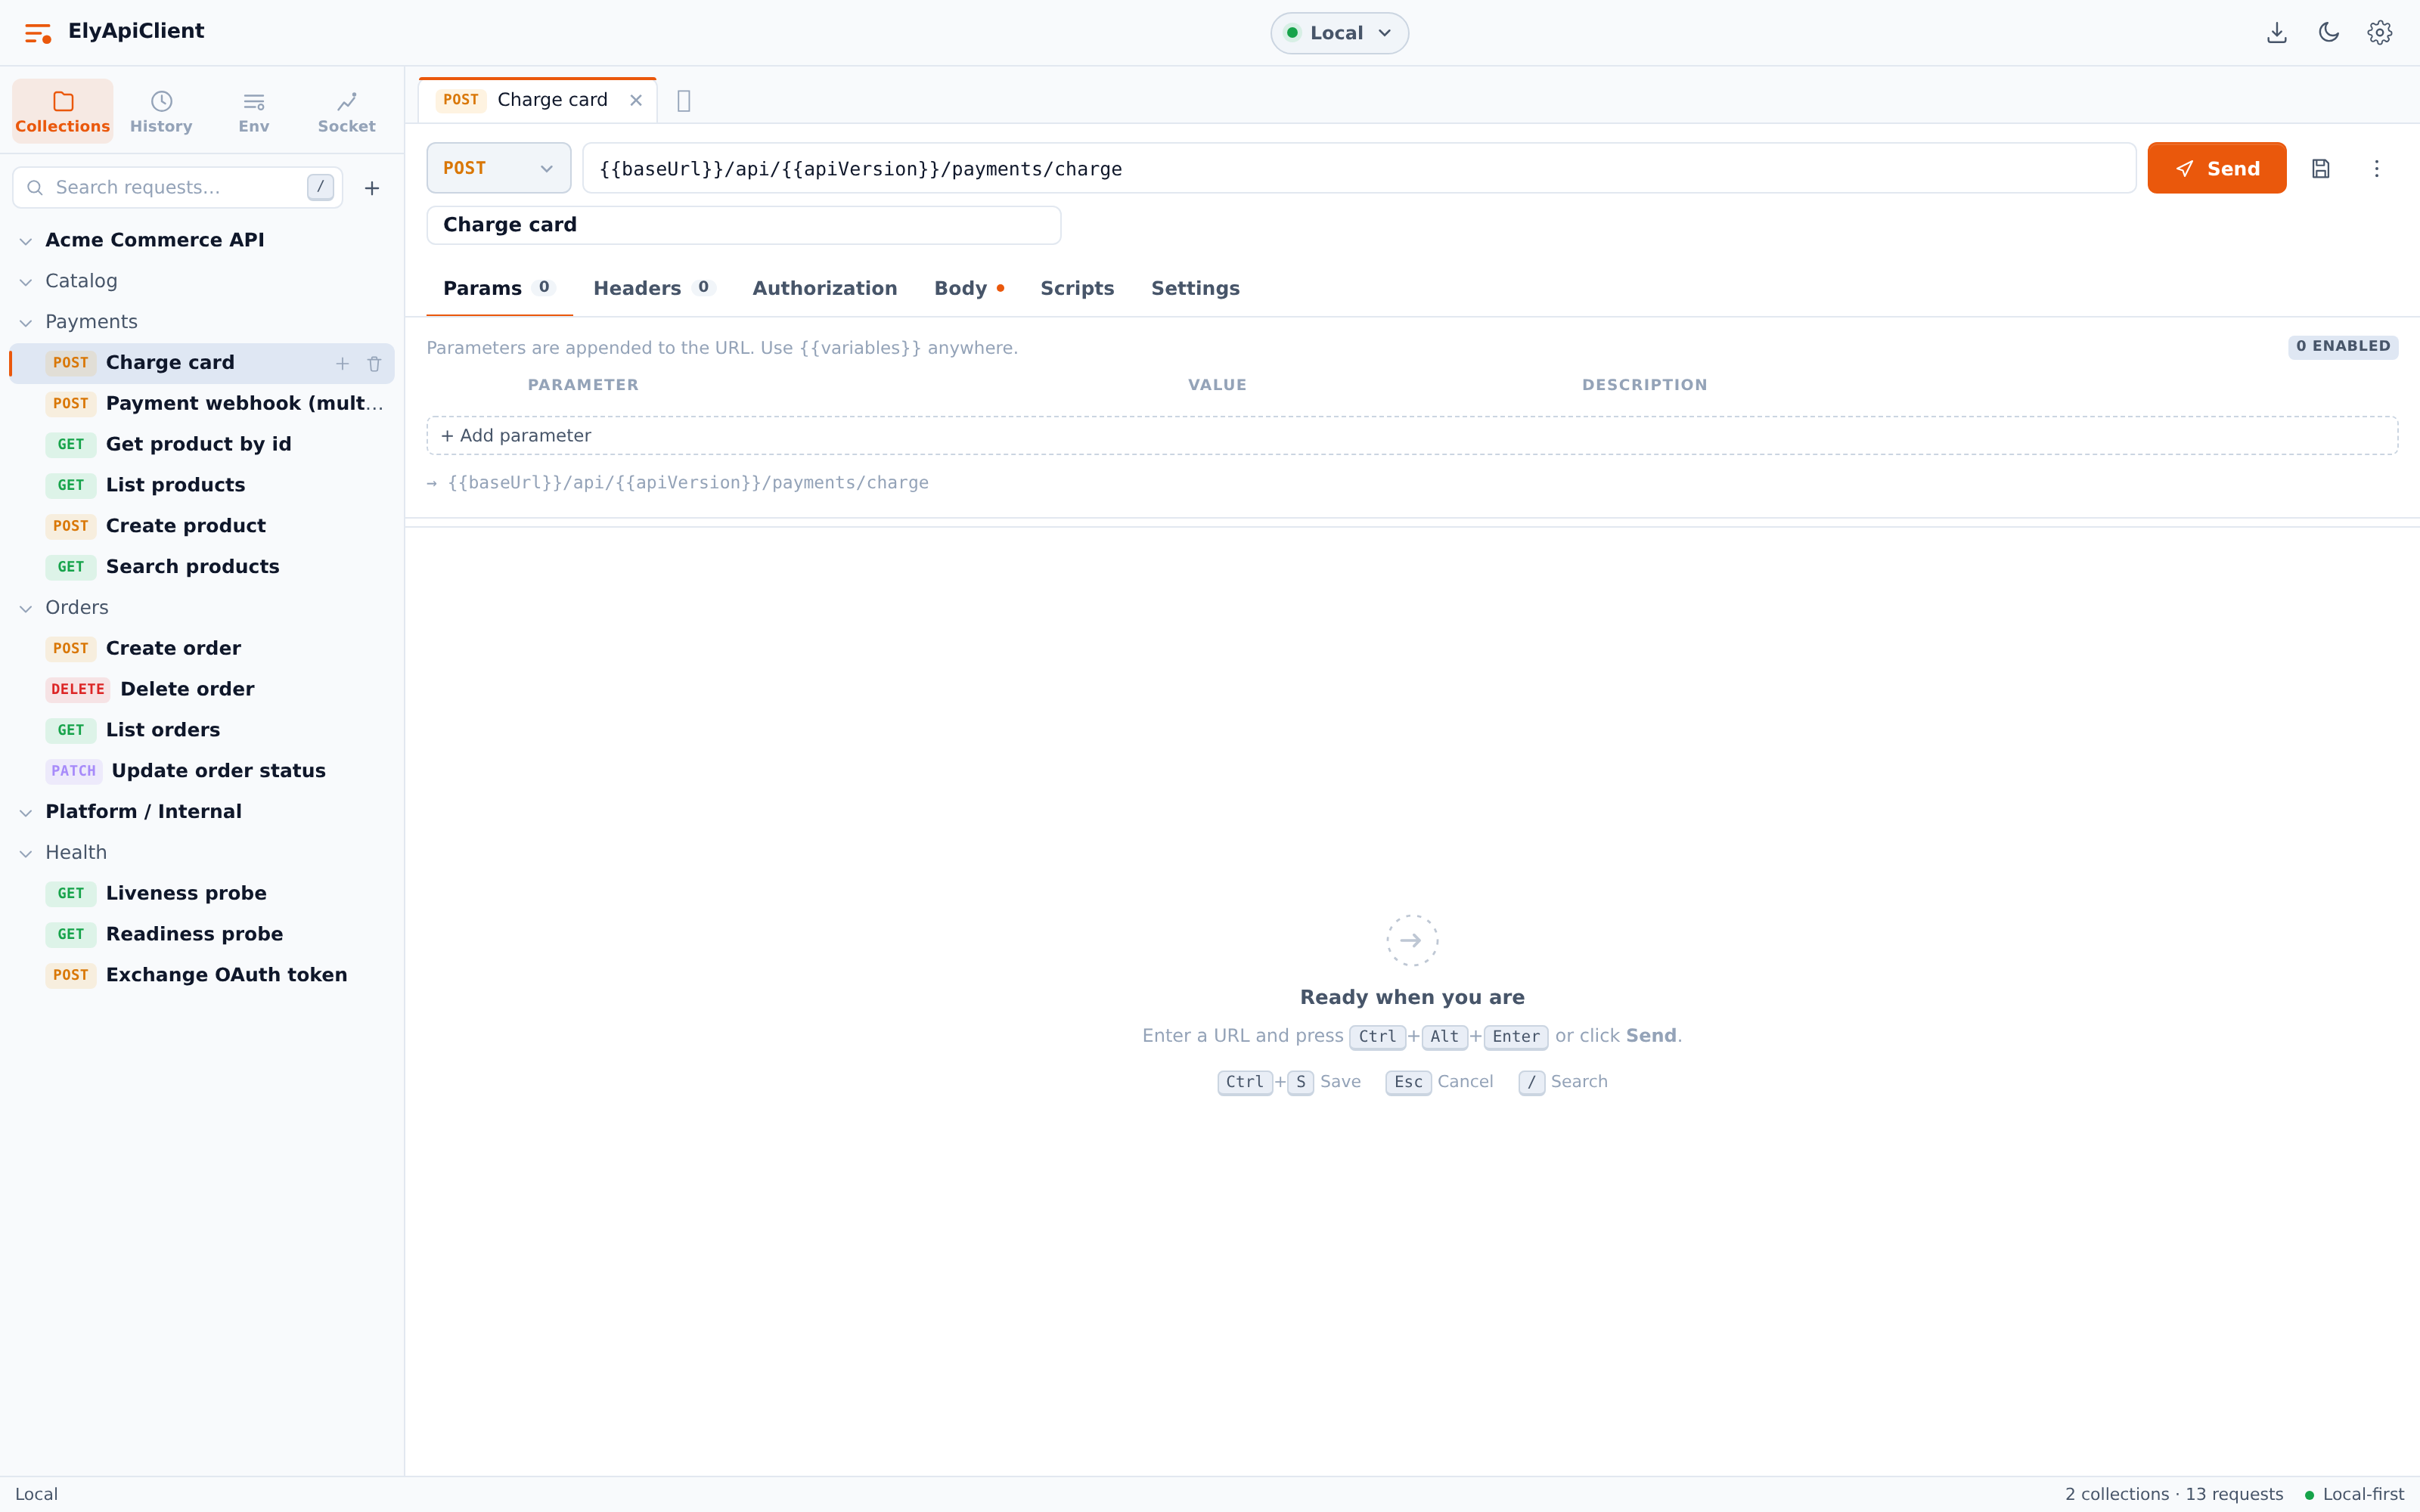 ElyApiClient
Local
Collections
History
Env
Socket
Search requests...
/
+
Acme Commerce API
Catalog
Payments
POST Charge card
POST Payment webhook (mult...
GET Get product by id
GET List products
POST Create product
GET Search products
Orders
POST Create order
DELETE Delete order
GET List orders
PATCH Update order status
Platform / Internal
Health
GET Liveness probe
GET Readiness probe
POST Exchange OAuth token
POST Charge card
POST
{{baseUrl}}/api/{{apiVersion}}/payments/charge
Send
Charge card
Params 0
Headers 0
Authorization
Body
Scripts
Settings
Parameters are appended to the URL. Use {{variables}} anywhere.
0 ENABLED
PARAMETER
VALUE
DESCRIPTION
+ Add parameter
→ {{baseUrl}}/api/{{apiVersion}}/payments/charge
Ready when you are
Enter a URL and press Ctrl+Alt+Enter or click Send.
Ctrl+S Save Esc Cancel / Search
Local
2 collections · 13 requests
Local-first